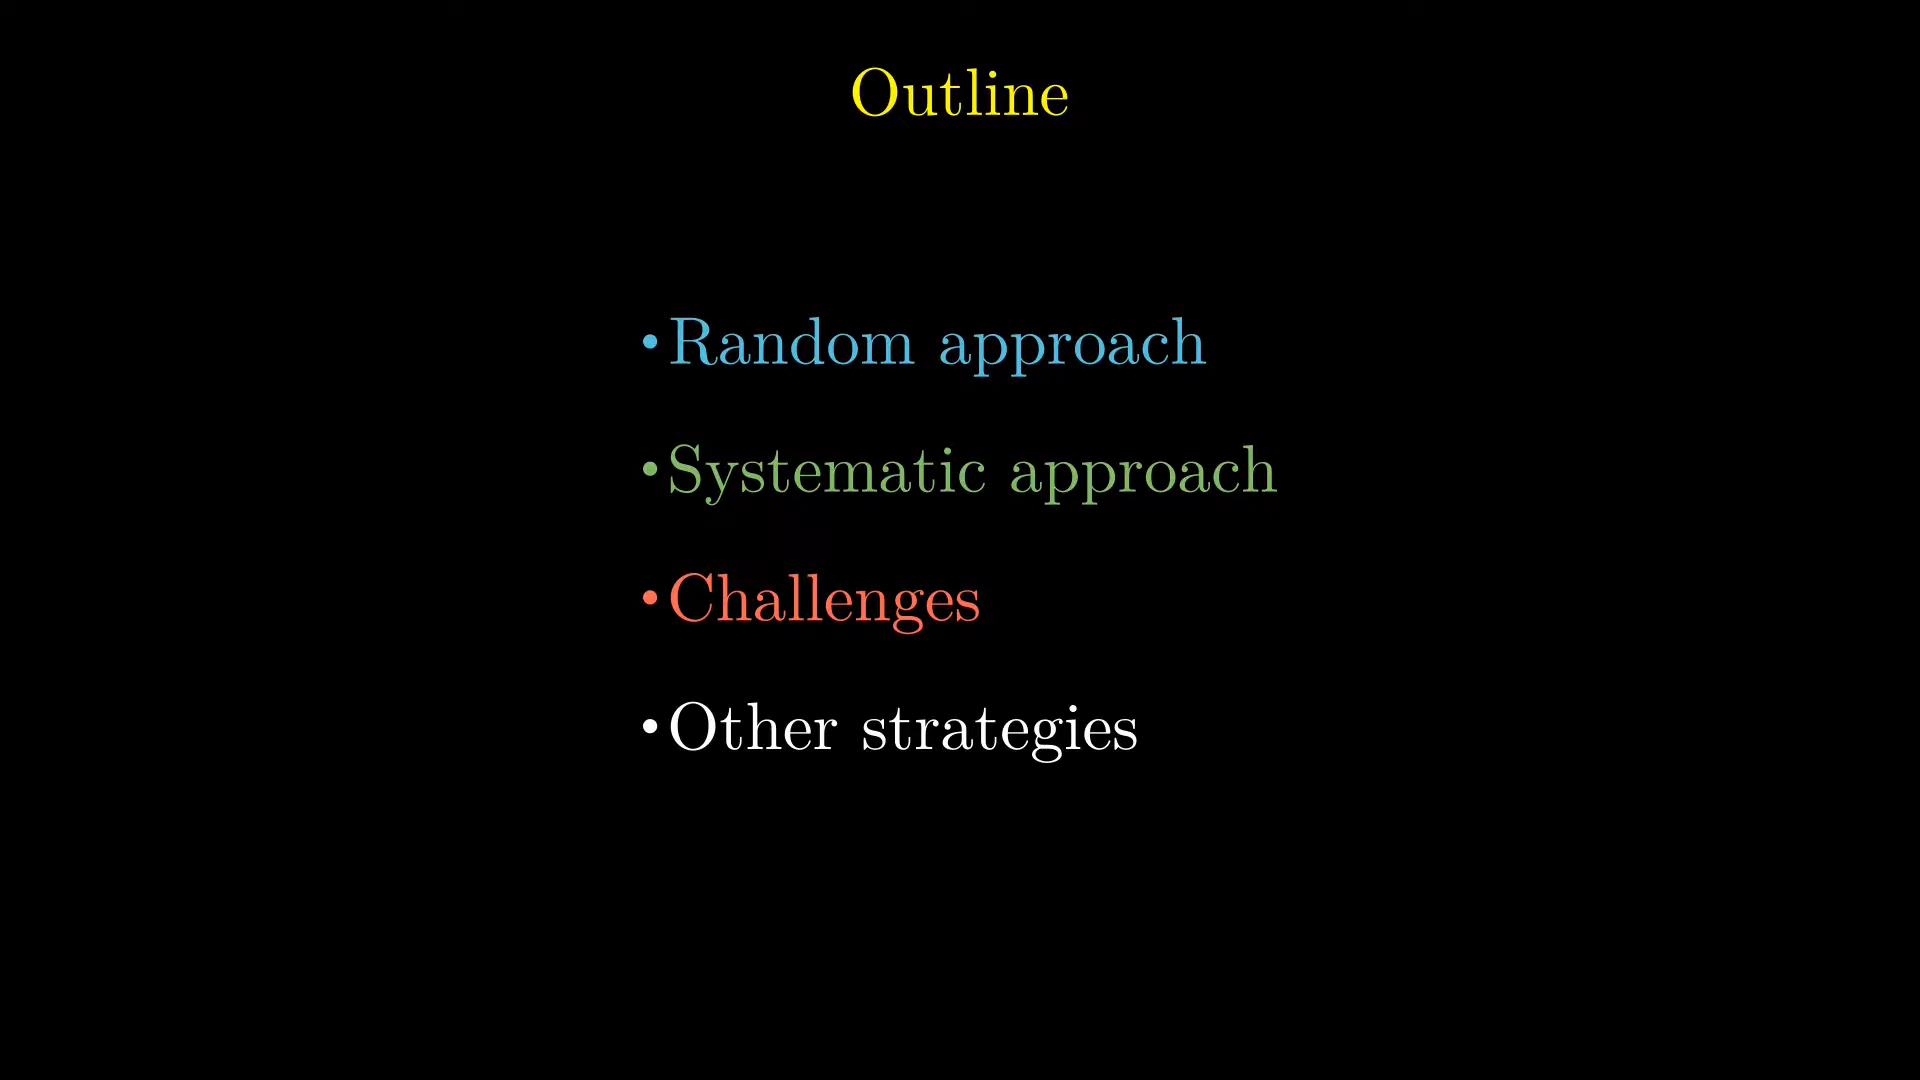 Outline
• Random approach
• Systematic approach
• Challenges
• Other strategies